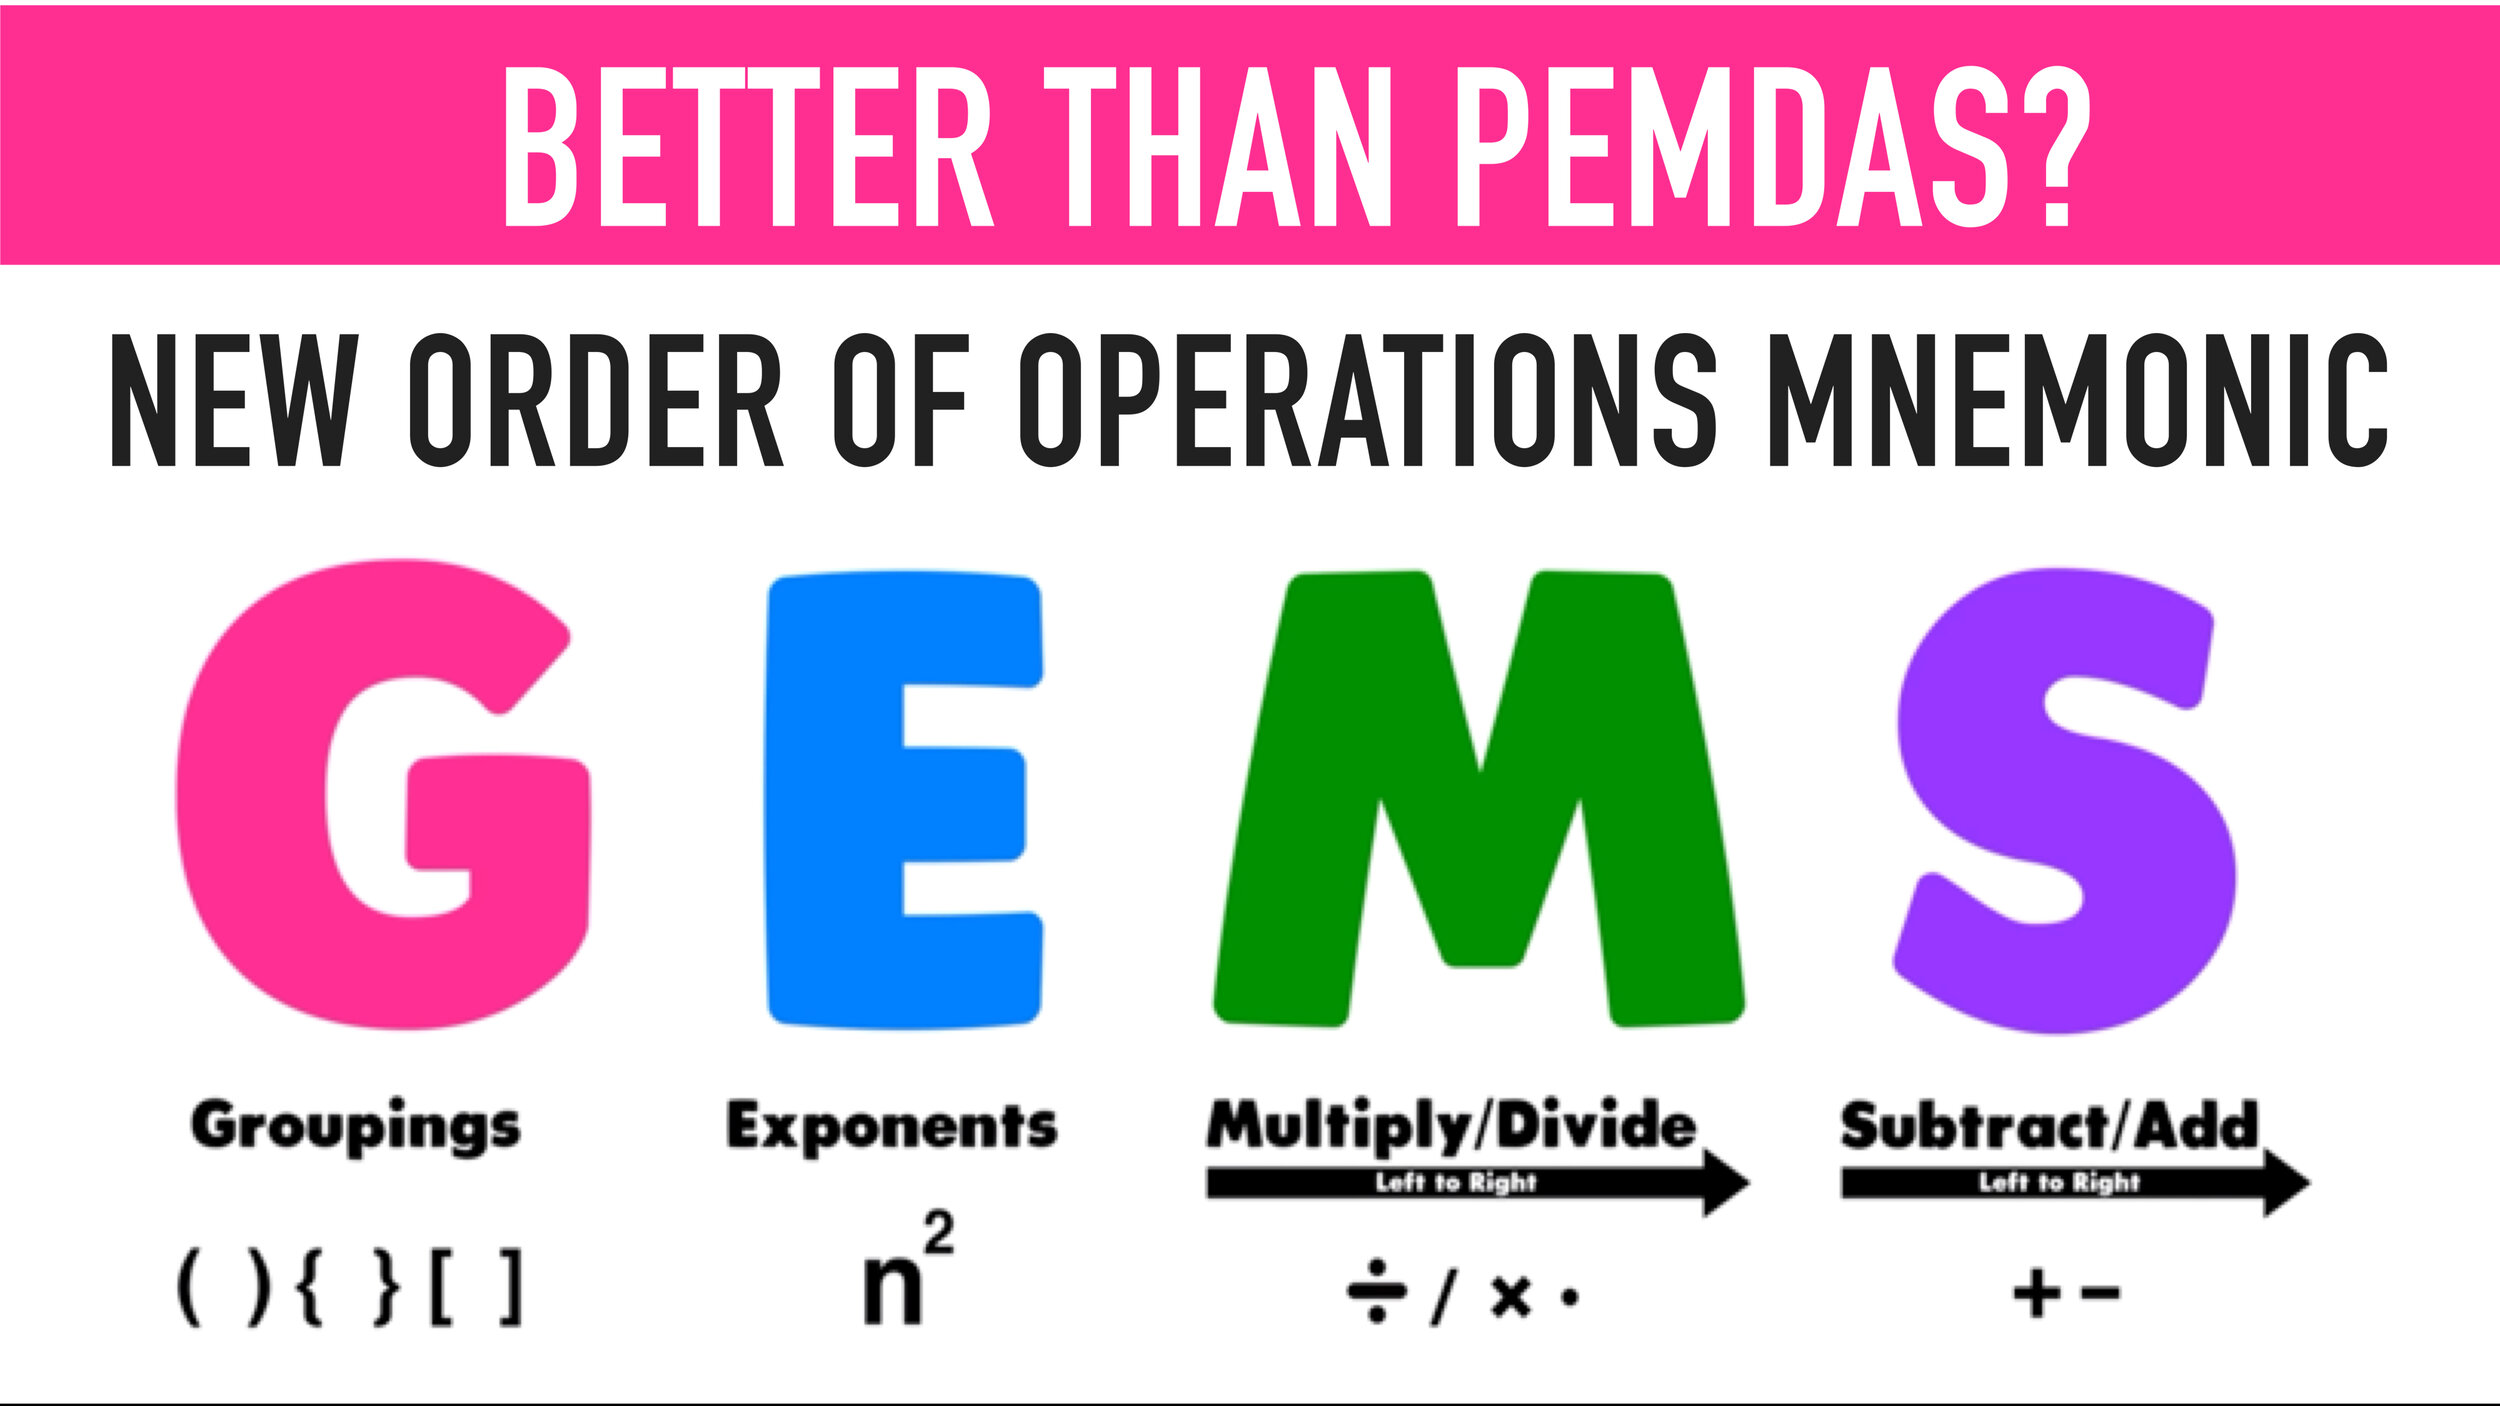 BETTER THAN PEMDAS?
NEW ORDER OF OPERATIONS MNEMONIC
G E M S
Groupings Exponents Multiply/Divide Subtract/Add
Left to Right Left to Right
( ) { } [ ] n² ÷ / × · + −